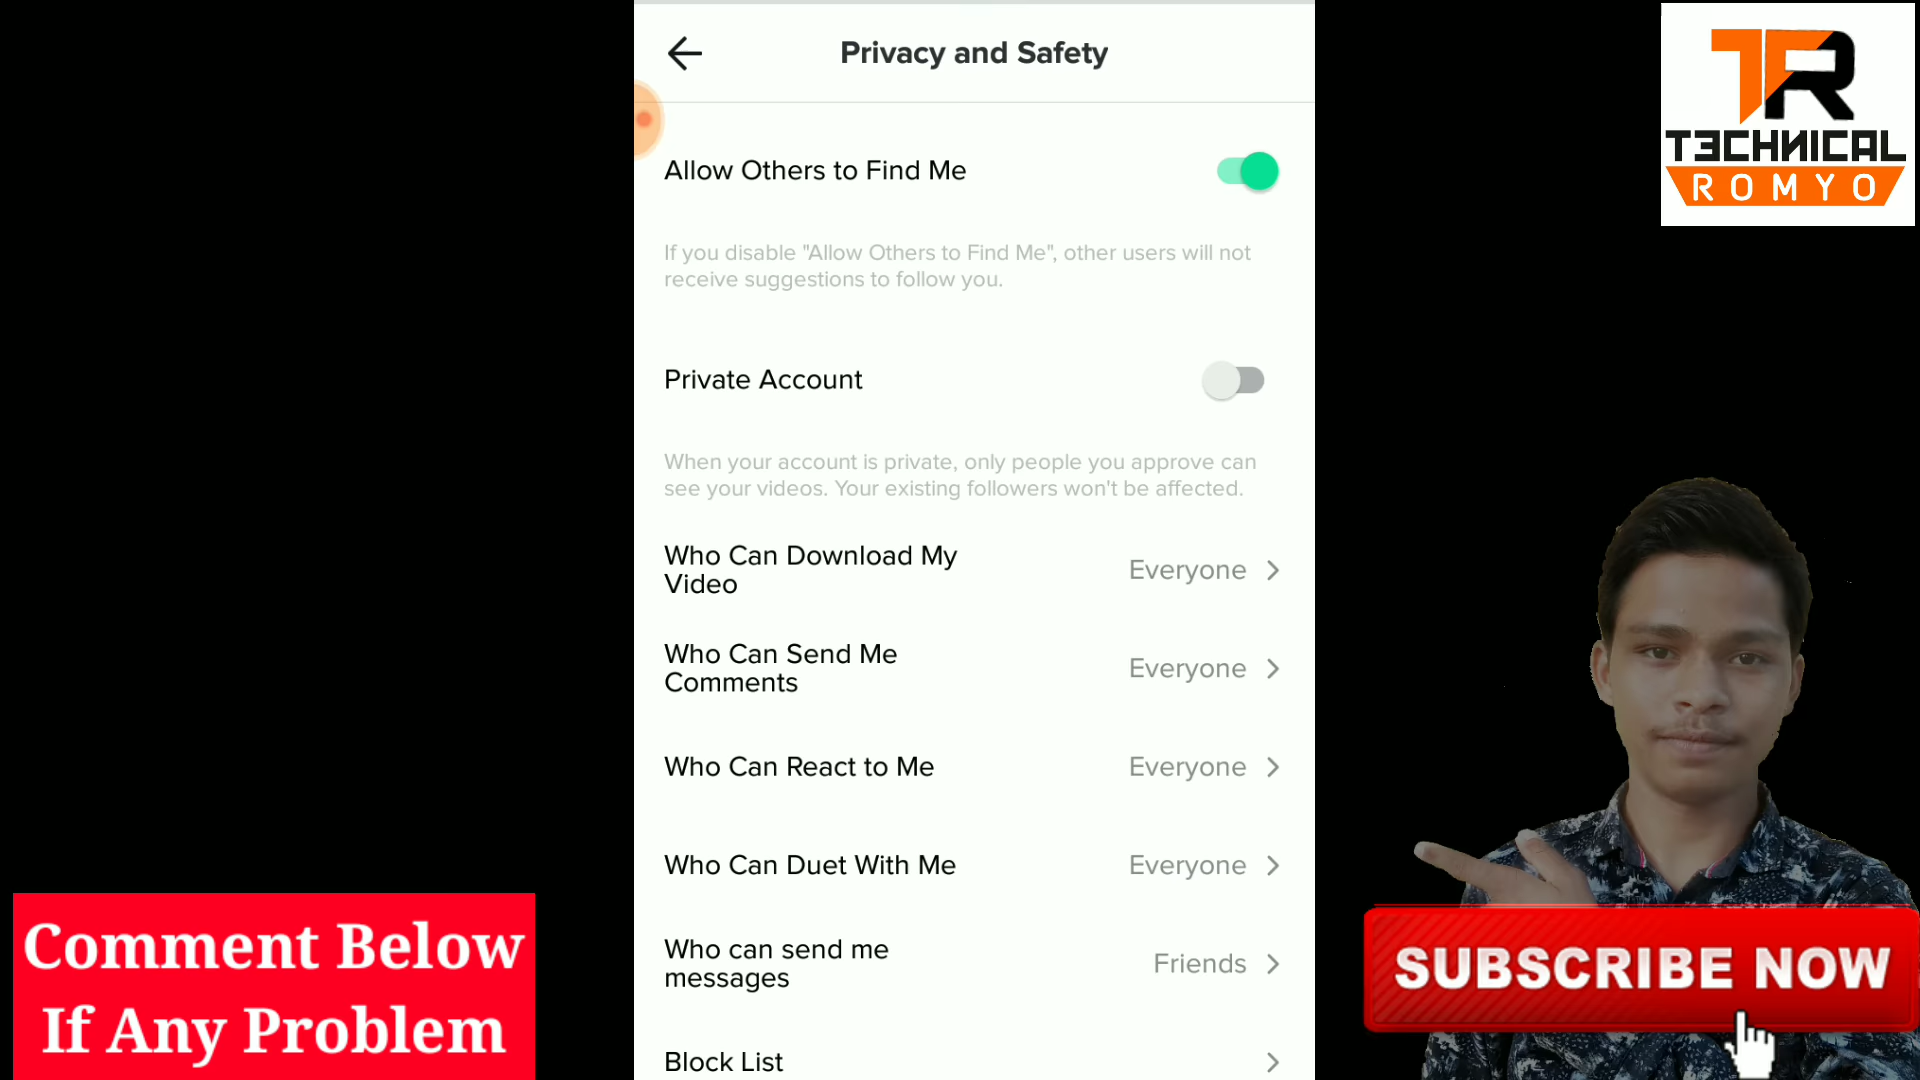 Privacy and Safety
Allow Others to Find Me
If you disable "Allow Others to Find Me", other users will not
receive suggestions to follow you.
Private Account
When your account is private, only people you approve can
see your videos. Your existing followers won't be affected.
Who Can Download My
Video
Everyone
Who Can Send Me
Comments
Everyone
Who Can React to Me
Everyone
Who Can Duet With Me
Everyone
Who can send me
messages
Friends
Block List
TR
TECHNICAL
ROMYO
Comment Below
If Any Problem
SUBSCRIBE NOW